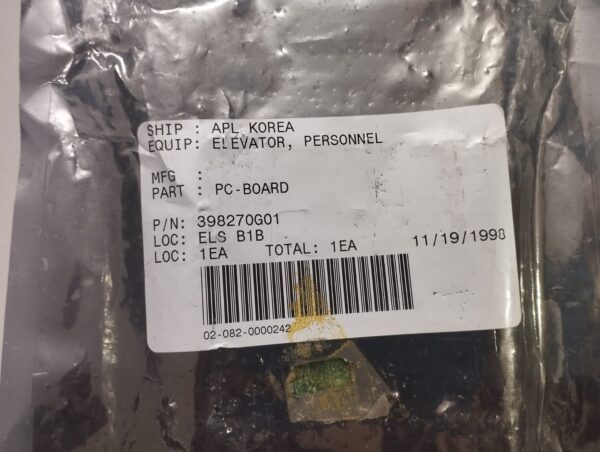 SHIP : APL KOREA
EQUIP: ELEVATOR, PERSONNEL
MFG :
PART : PC-BOARD
P/N: 398270G01
LOC: ELS B1B
LOC: 1EA TOTAL: 1EA 11/19/1998
02-082-0000242